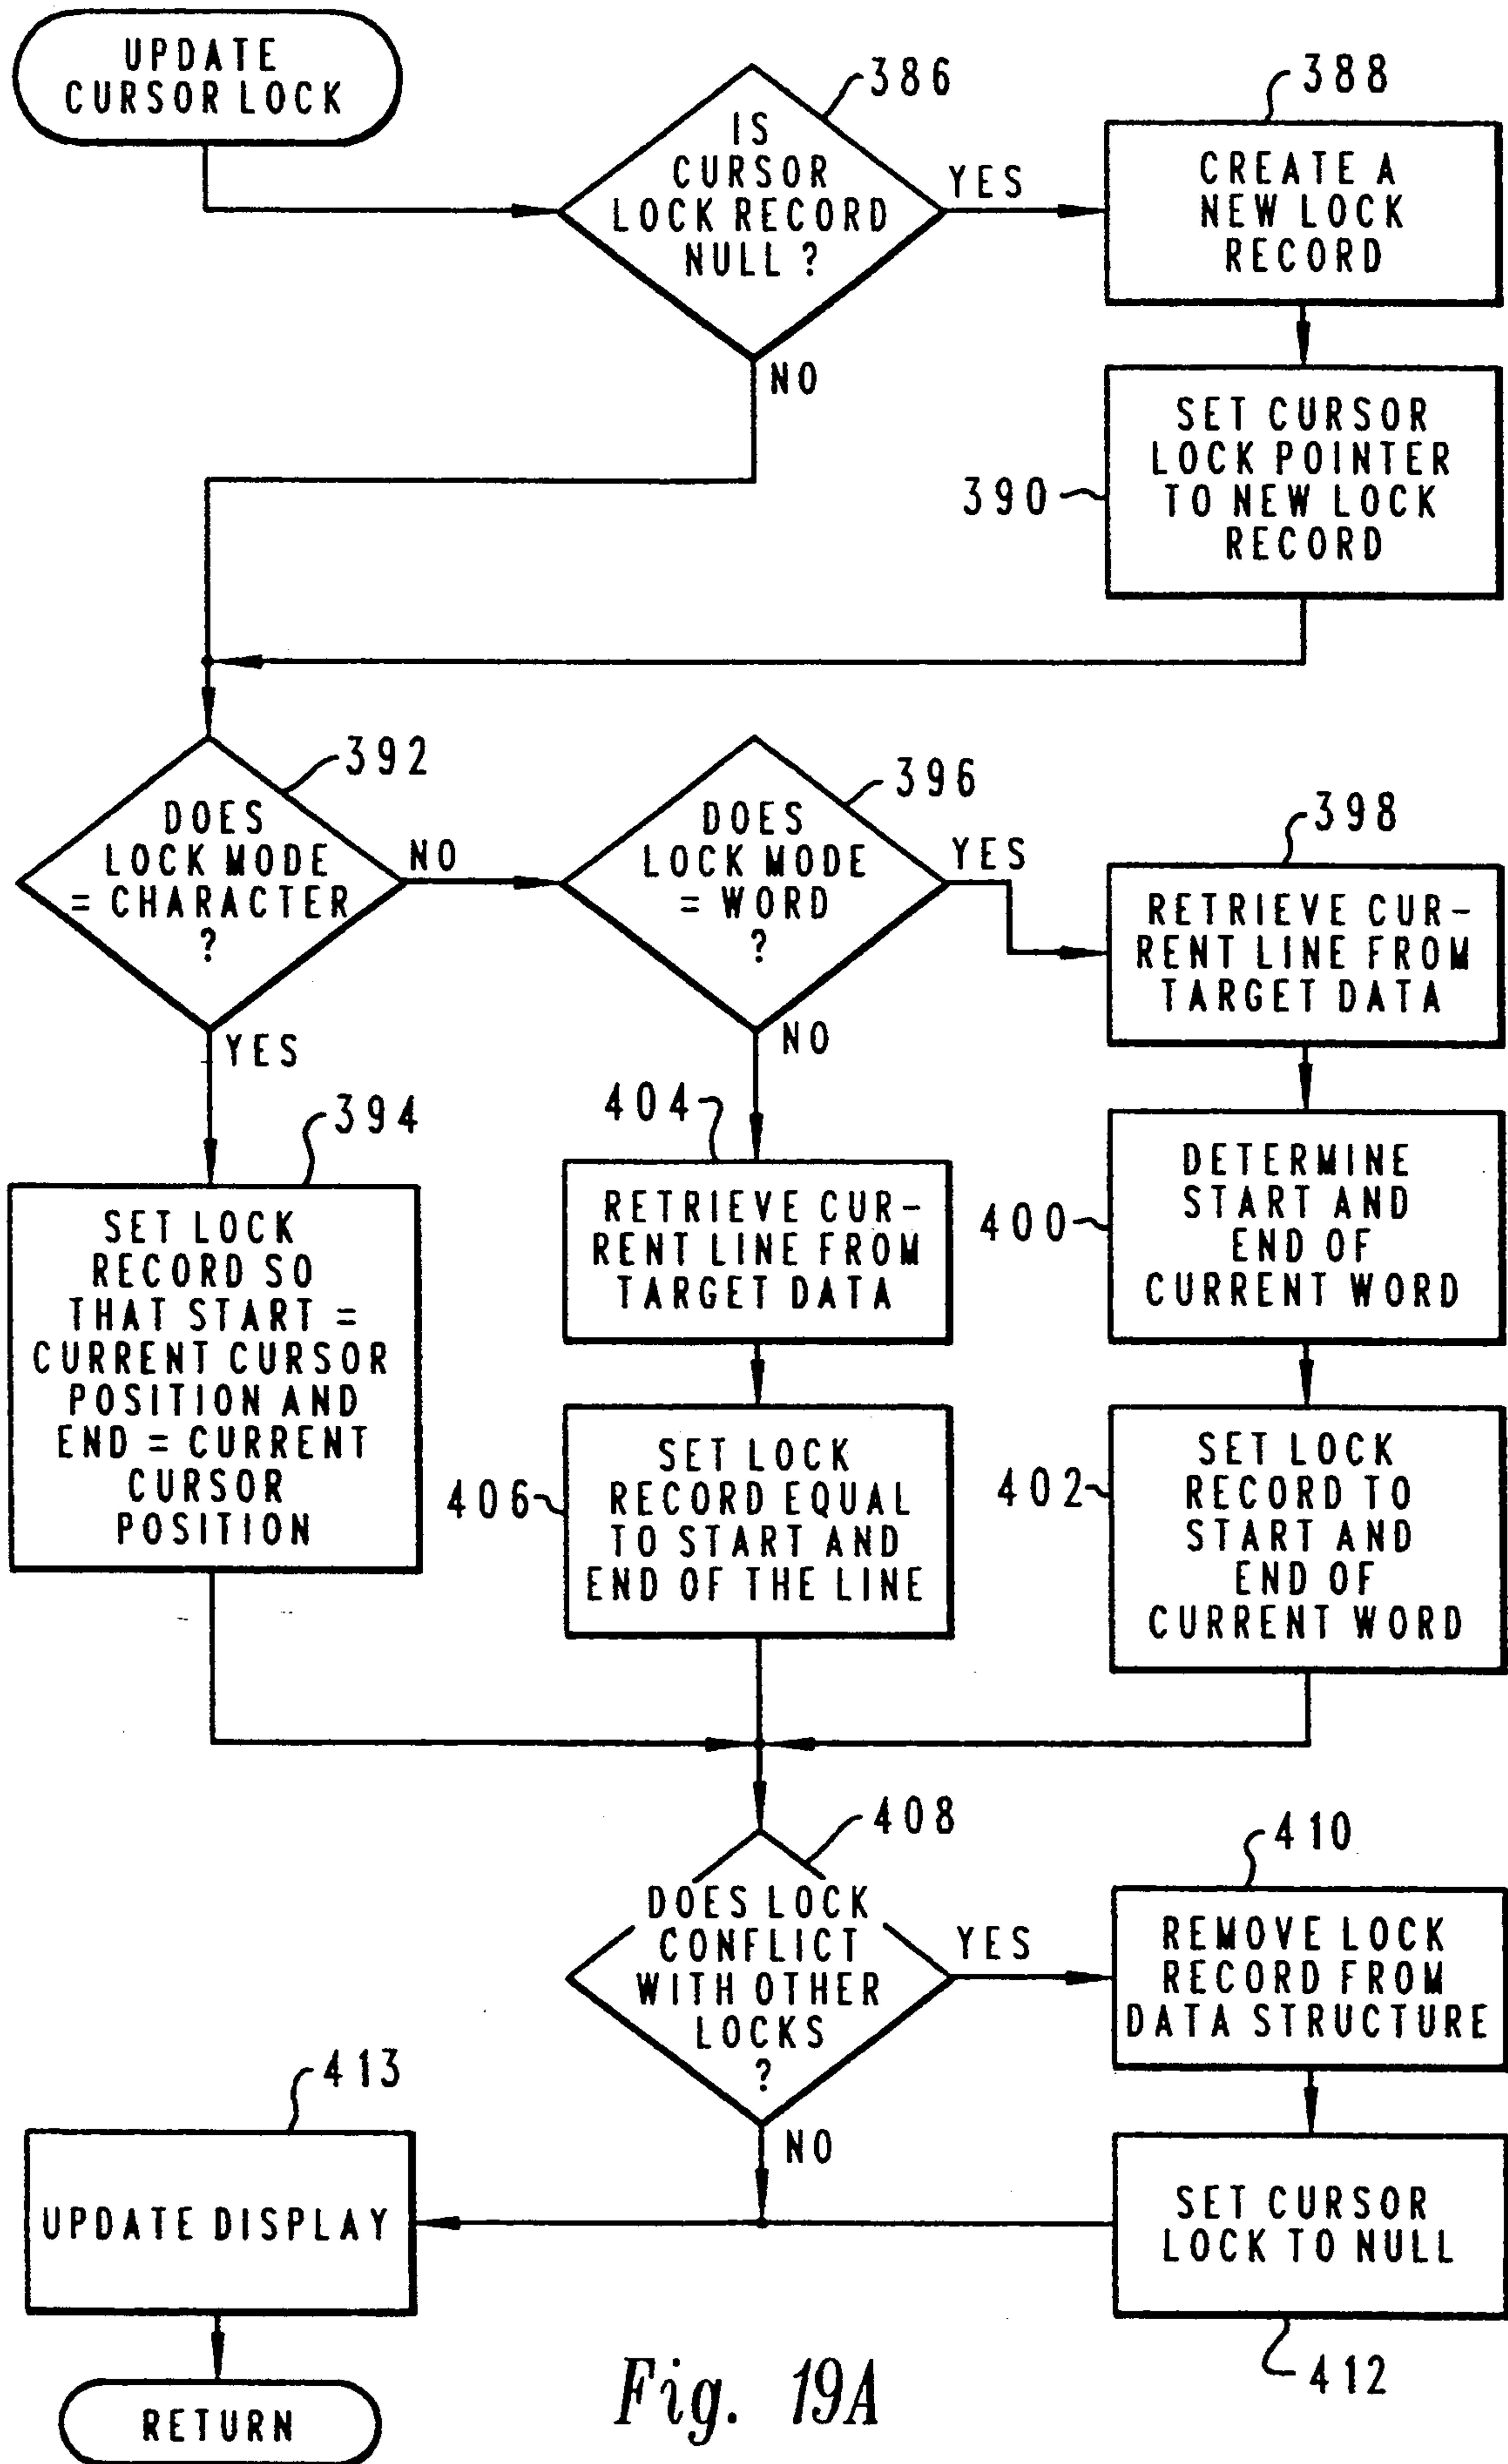 UPDATE
CURSOR LOCK
386
IS
CURSOR
LOCK RECORD
NULL ?
YES
NO
388
CREATE A
NEW LOCK
RECORD
390
SET CURSOR
LOCK POINTER
TO NEW LOCK
RECORD
392
DOES
LOCK MODE
= CHARACTER
?
NO
YES
396
DOES
LOCK MODE
= WORD
?
YES
NO
398
RETRIEVE CUR-
RENT LINE FROM
TARGET DATA
394
SET LOCK
RECORD SO
THAT START =
CURRENT CURSOR
POSITION AND
END = CURRENT
CURSOR
POSITION
404
RETRIEVE CUR-
RENT LINE FROM
TARGET DATA
400
DETERMINE
START AND
END OF
CURRENT WORD
406
SET LOCK
RECORD EQUAL
TO START AND
END OF THE LINE
402
SET LOCK
RECORD TO
START AND
END OF
CURRENT WORD
408
DOES LOCK
CONFLICT
WITH OTHER
LOCKS
?
YES
NO
410
REMOVE LOCK
RECORD FROM
DATA STRUCTURE
413
UPDATE DISPLAY
SET CURSOR
LOCK TO NULL
412
RETURN
Fig. 19A